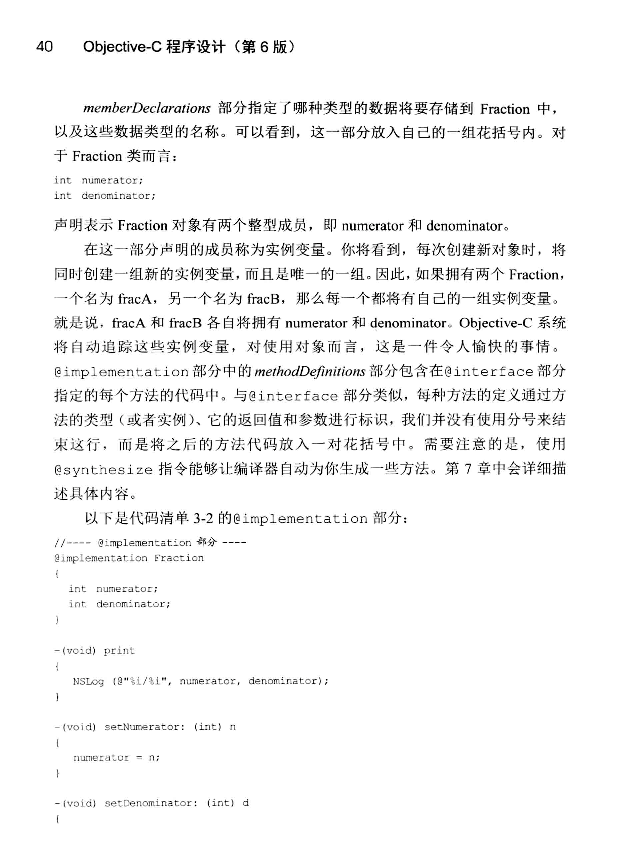 40 Objective-C 程序设计（第 6 版）
memberDeclarations 部分指定了哪种类型的数据将要存储到 Fraction 中，
以及这些数据类型的名称。可以看到，这一部分放入自己的一组花括号内。对
于 Fraction 类而言：
int numerator;
int denominator;
声明表示 Fraction 对象有两个整型成员，即 numerator 和 denominator。
在这一部分声明的成员称为实例变量。你将看到，每次创建新对象时，将
同时创建一组新的实例变量，而且是唯一的一组。因此，如果拥有两个 Fraction，
一个名为 fracA，另一个名为 fracB，那么每一个都将有自己的一组实例变量。
就是说，fracA 和 fracB 各自将拥有 numerator 和 denominator。Objective-C 系统
将自动追踪这些实例变量，对使用对象而言，这是一件令人愉快的事情。
@implementation 部分中的 methodDefinitions 部分包含在@interface 部分
指定的每个方法的代码中。与@interface 部分类似，每种方法的定义通过方
法的类型（或者实例）、它的返回值和参数进行标识，我们并没有使用分号来结
束这行，而是将之后的方法代码放入一对花括号中。需要注意的是，使用
@synthesize 指令能够让编译器自动为你生成一些方法。第 7 章中会详细描
述具体内容。
以下是代码清单 3-2 的@implementation 部分：
//---- @implementation 部分 ----
@implementation Fraction
{
int numerator;
int denominator;
}
-(void) print
{
NSLog (@"%i/%i", numerator, denominator);
}
-(void) setNumerator: (int) n
{
numerator = n;
}
-(void) setDenominator: (int) d
{